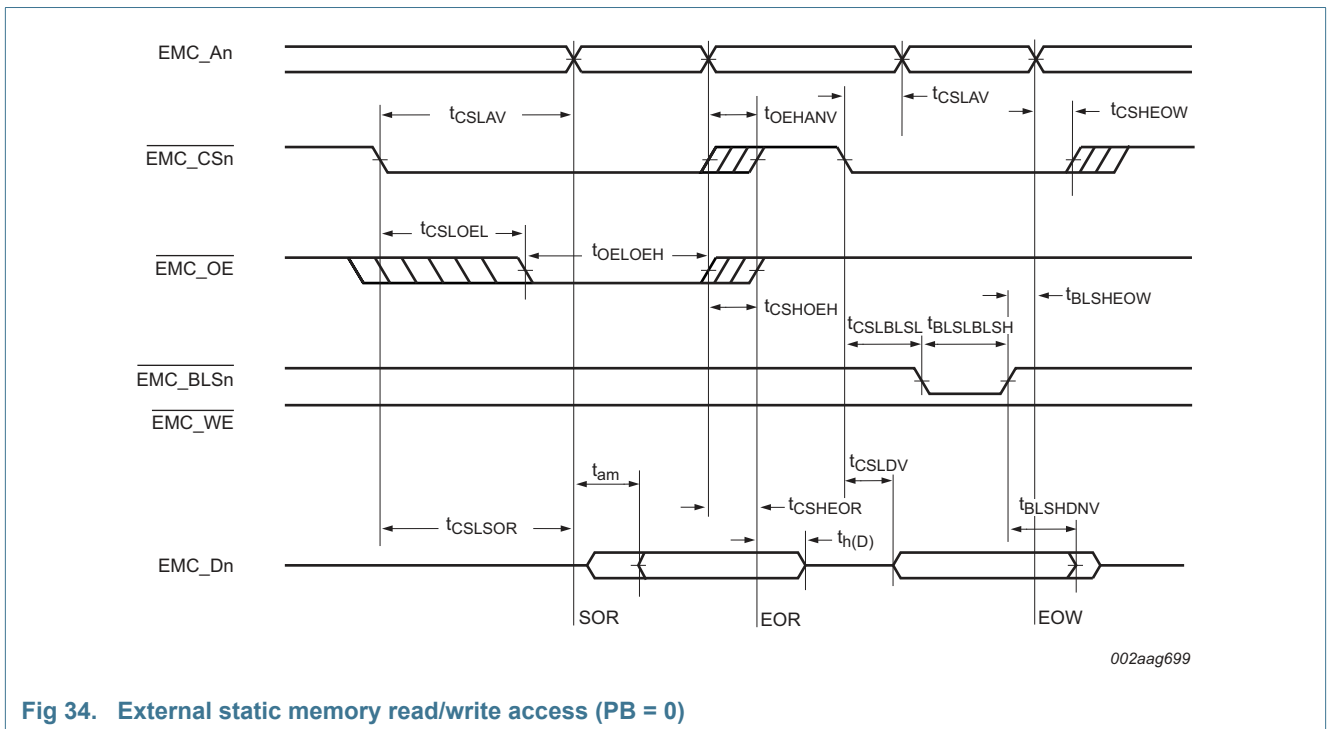 EMC_An
tCSLAV tOEHANV tCSLAV tCSHEOW
EMC_CSn
tCSLOEL tOELOEH
EMC_OE
tCSHOEH tBLSHEOW
tCSLBLSL tBLSLBLSH
EMC_BLSn
EMC_WE
tam tCSLDV
tCSLSOR tCSHEOR tBLSHDNV
th(D)
EMC_Dn
SOR EOR EOW
002aag699
Fig 34. External static memory read/write access (PB = 0)